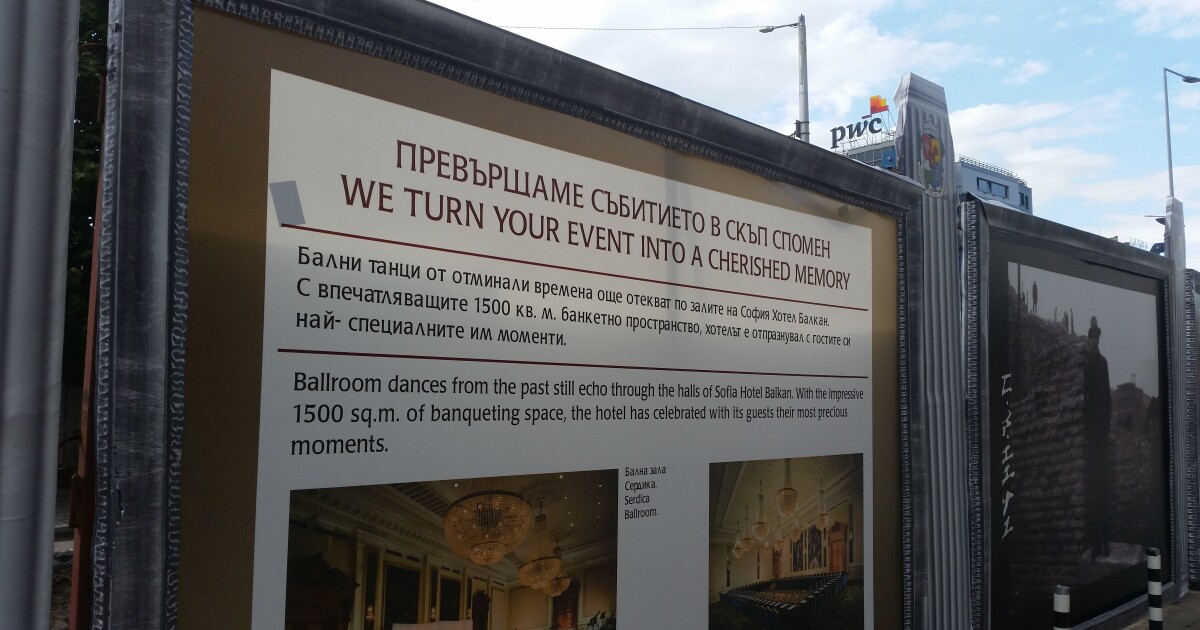 ПРЕВЪРЩАМЕ СЪБИТИЕТО В СКЪП СПОМЕН
WE TURN YOUR EVENT INTO A CHERISHED MEMORY
Бални танци от отминали времена още отекват по залите на София Хотел Балкан.
С впечатляващите 1500 кв. м. банкетно пространство, хотелът е отпразнувал с гостите си
най- специалните им моменти.
Ballroom dances from the past still echo through the halls of Sofia Hotel Balkan. With the impressive
1500 sq.m. of banqueting space, the hotel has celebrated with its guests their most precious
moments.
Бална зала
Сердика.
Serdica
Ballroom.
pwc